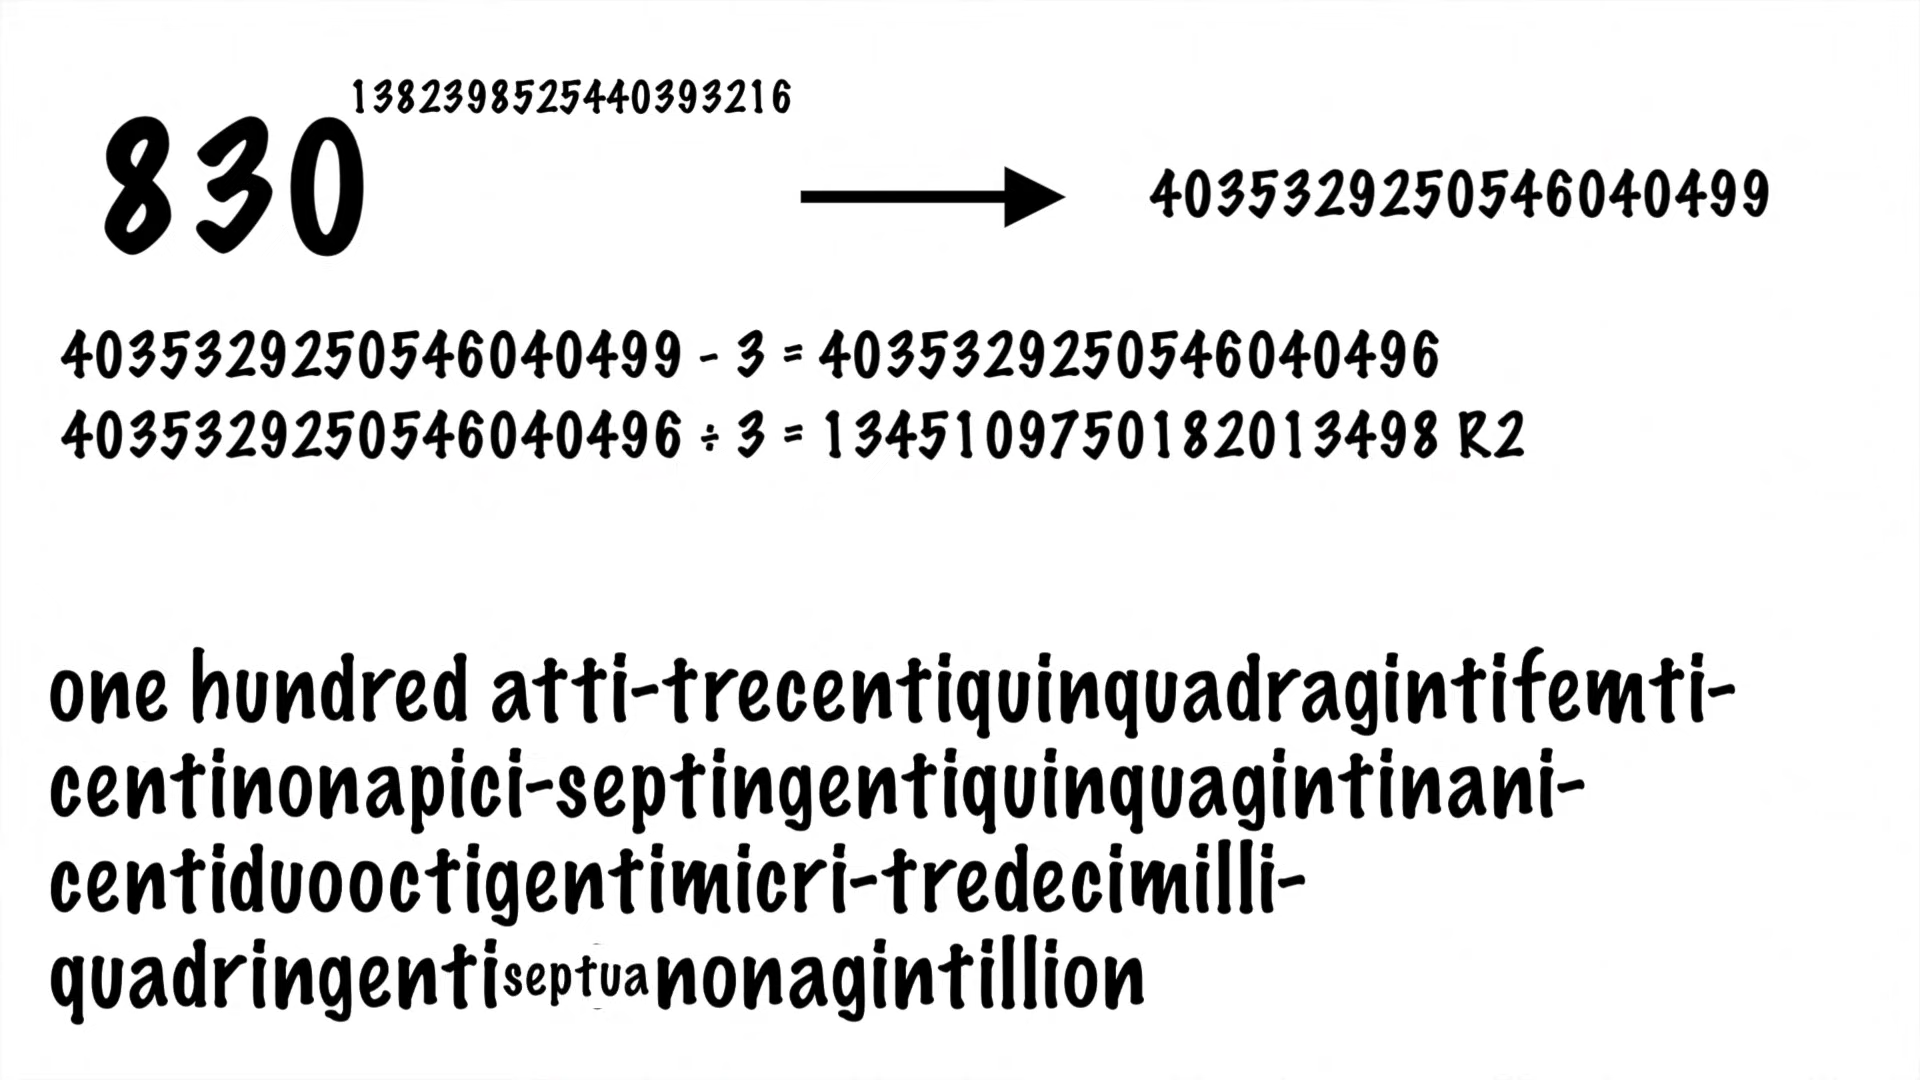 830^1382398525440393216 → 4035329250546040499
4035329250546040499 - 3 = 4035329250546040496
4035329250546040496 ÷ 3 = 1345109750182013498 R2
one hundred atti-trecentiquinquadragintifemti-
centinonapici-septingentiquinquagintinani-
centiduooctigentimicri-tredecimilli-
quadringentiseptuanonagintillion